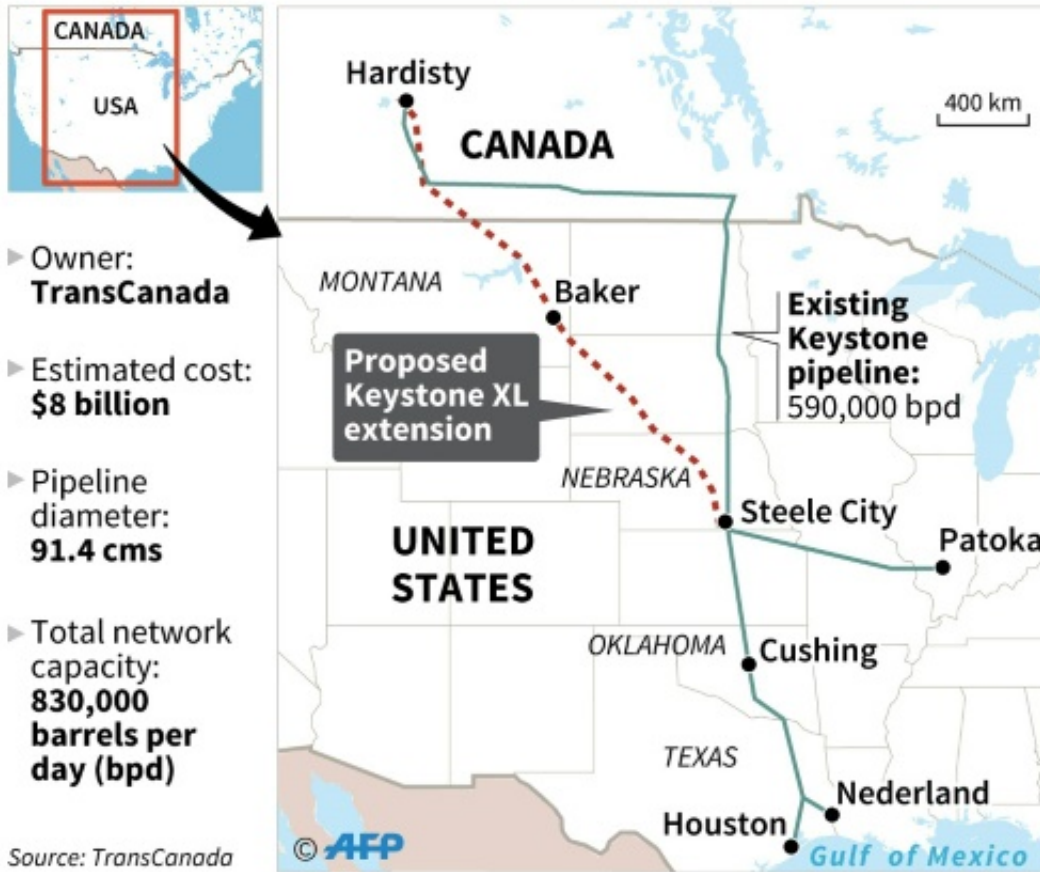 CANADA
USA
Owner:
TransCanada
Estimated cost:
$8 billion
Pipeline
diameter:
91.4 cms
Total network
capacity:
830,000
barrels per
day (bpd)
Source: TransCanada
Hardisty
CANADA
400 km
MONTANA
Baker
Existing
Keystone
pipeline:
590,000 bpd
Proposed
Keystone XL
extension
NEBRASKA
Steele City
UNITED
STATES
Patoka
OKLAHOMA
Cushing
TEXAS
Nederland
Houston
© AFP
Gulf of Mexico